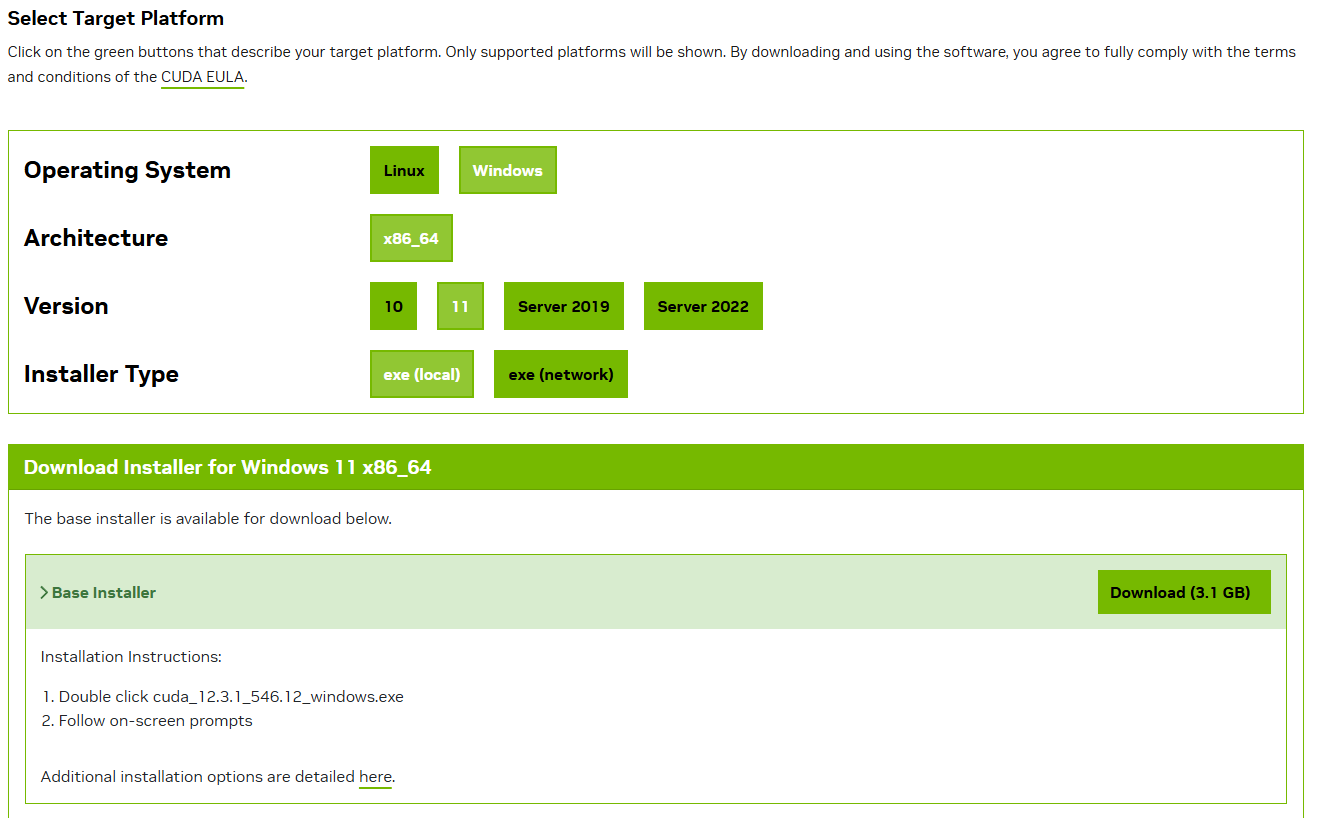 Select Target Platform
Click on the green buttons that describe your target platform. Only supported platforms will be shown. By downloading and using the software, you agree to fully comply with the terms
and conditions of the CUDA EULA.
Operating System Linux Windows
Architecture x86_64
Version 10 11 Server 2019 Server 2022
Installer Type exe (local) exe (network)
Download Installer for Windows 11 x86_64
The base installer is available for download below.
Base Installer Download (3.1 GB)
Installation Instructions:
1. Double click cuda_12.3.1_546.12_windows.exe
2. Follow on-screen prompts
Additional installation options are detailed here.